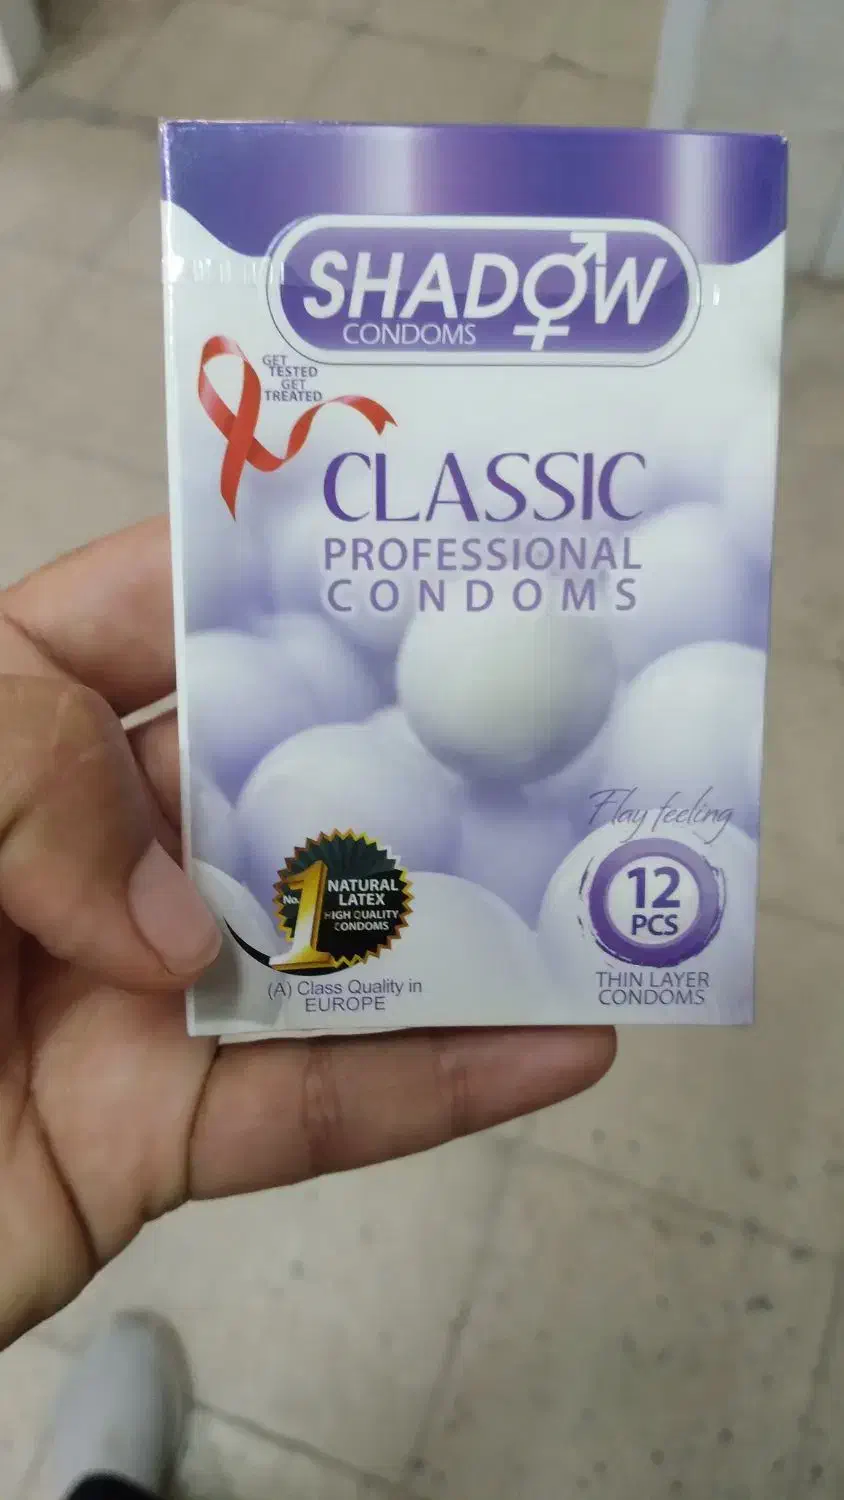 SHADOW
CONDOMS
GET
TESTED
GET
TREATED
CLASSIC
PROFESSIONAL
CONDOMS
Flay feeling
12
PCS
THIN LAYER
CONDOMS
No.
1
NATURAL
LATEX
HIGH QUALITY
CONDOMS
(A) Class Quality in
EUROPE